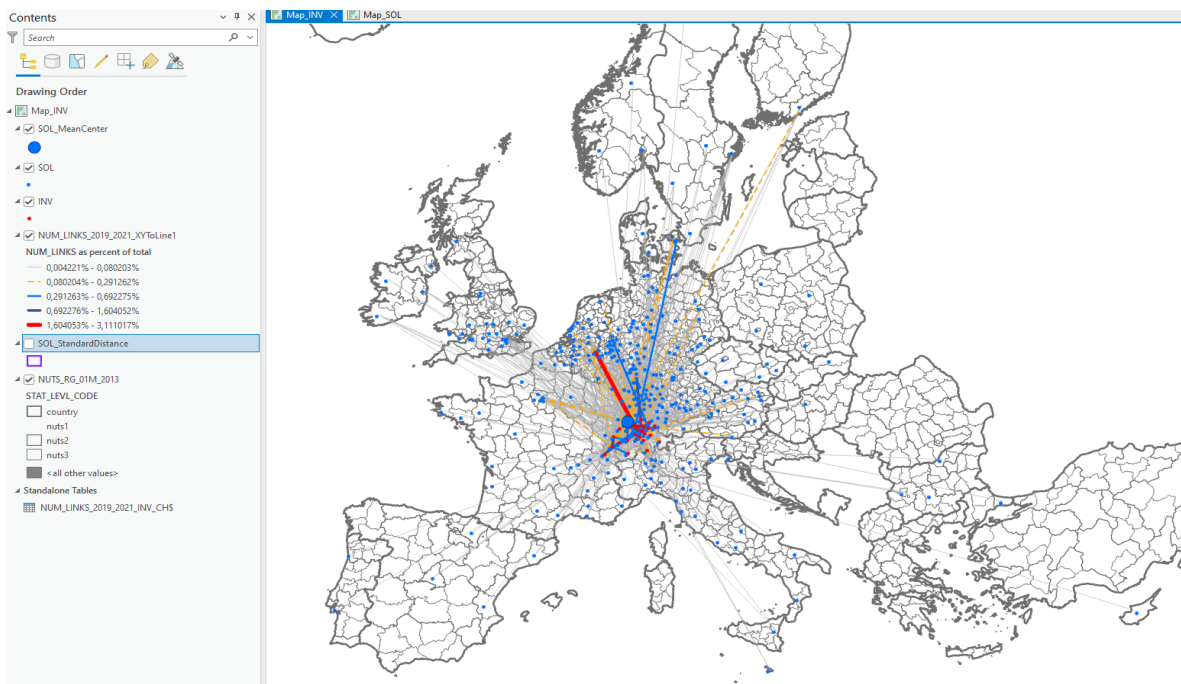 Contents
Search
Drawing Order
Map_INV
SOL_MeanCenter
SOL
INV
NUM_LINKS_2019_2021_XYToLine1
NUM_LINKS as percent of total
0,004221% - 0,080203%
0,080204% - 0,291262%
0,291263% - 0,692275%
0,692276% - 1,604052%
1,604053% - 3,111017%
SOL_StandardDistance
NUTS_RG_01M_2013
STAT_LEVL_CODE
country
nuts1
nuts2
nuts3
<all other values>
Standalone Tables
NUM_LINKS_2019_2021_INV_CH$
Map_INV
Map_SOL